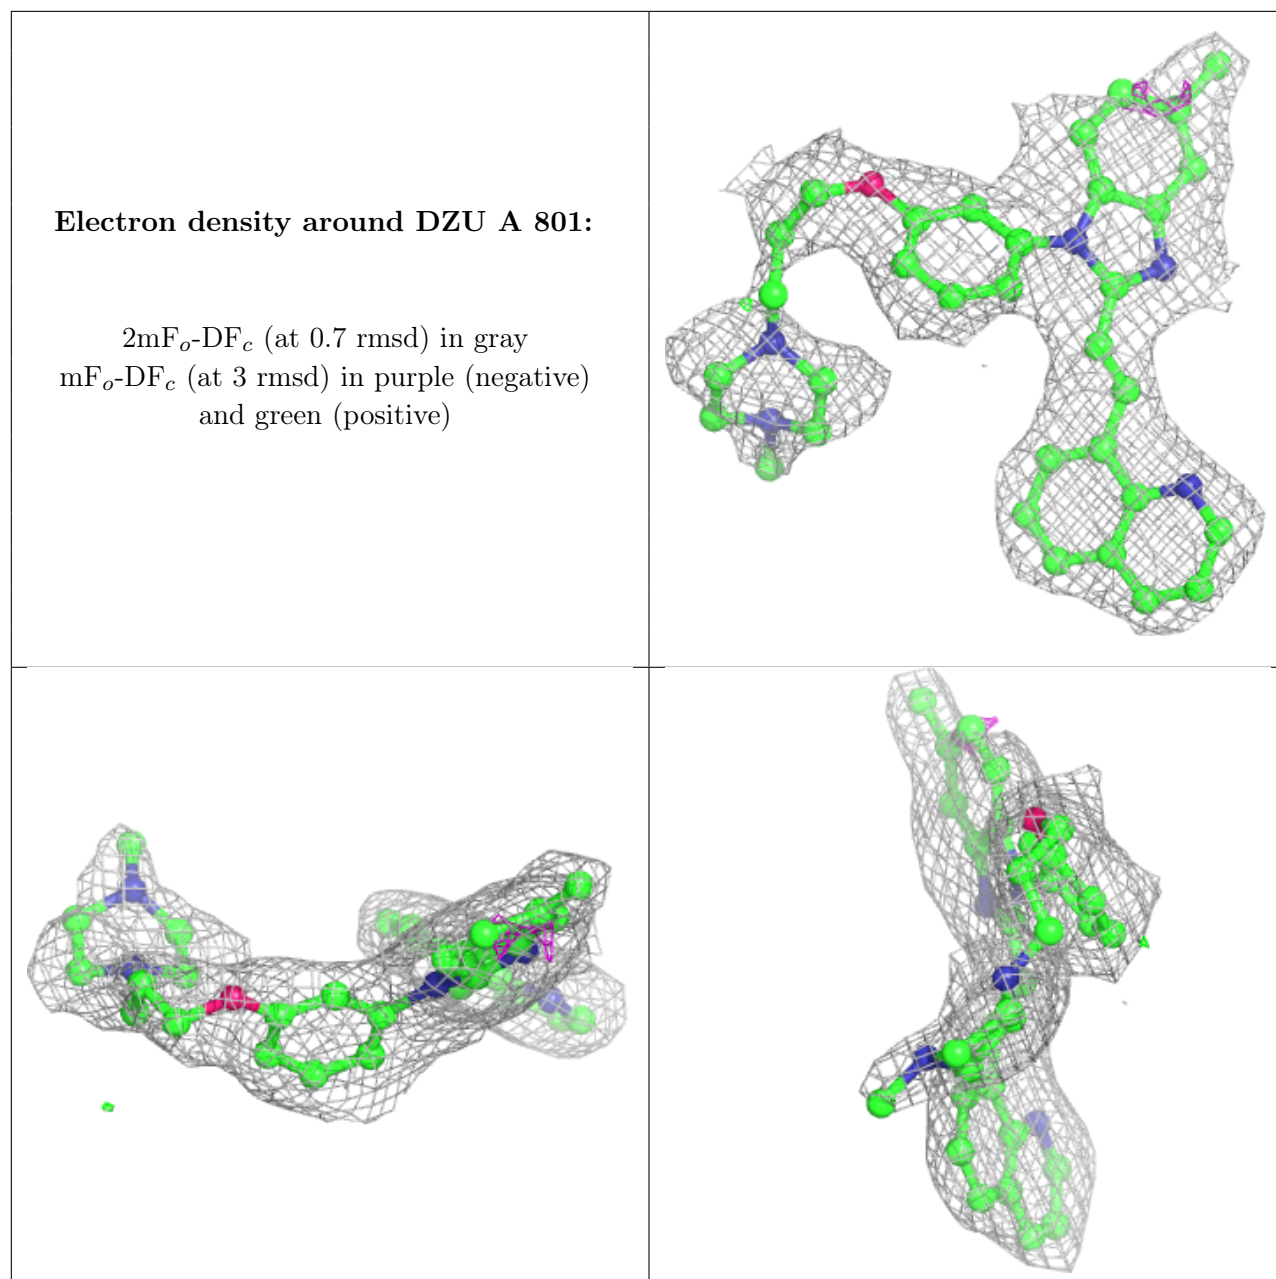 Electron density around DZU A 801:
2mFo-DFc (at 0.7 rmsd) in gray
mFo-DFc (at 3 rmsd) in purple (negative)
and green (positive)